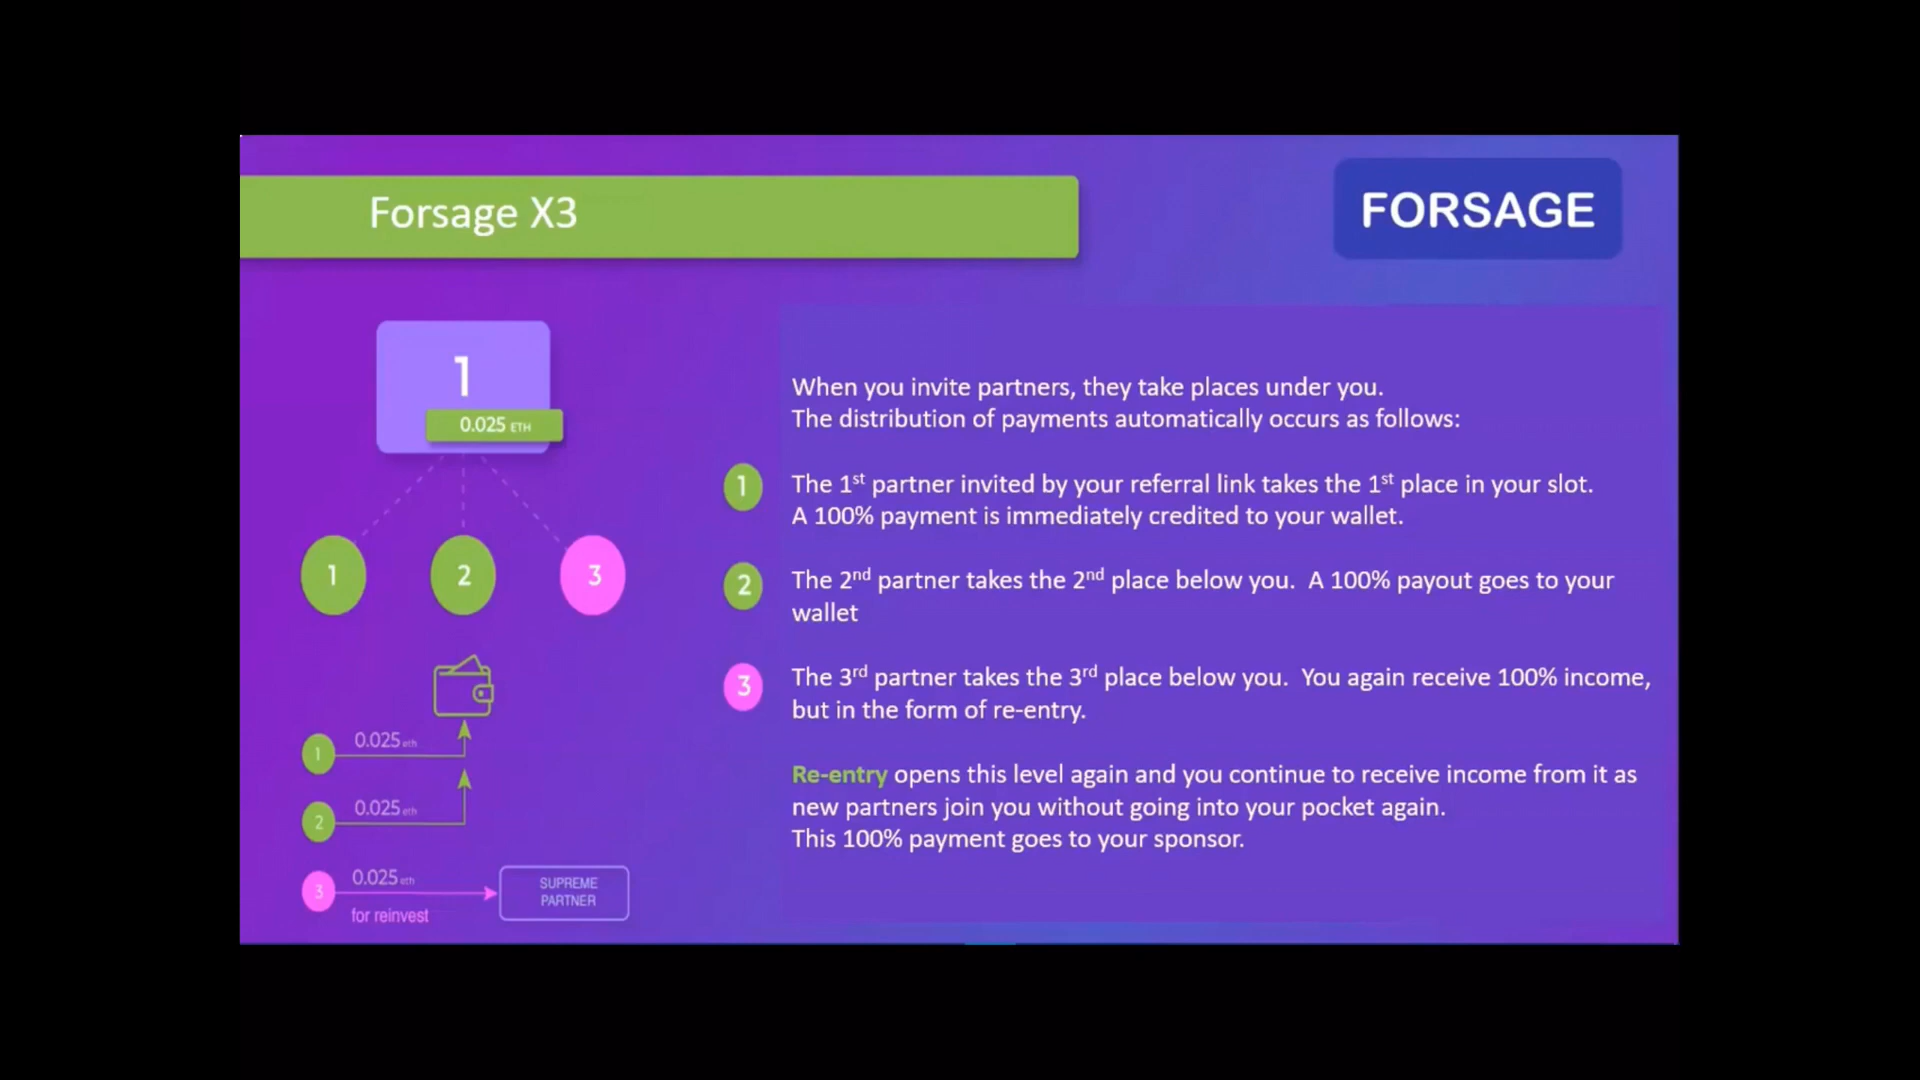 Forsage X3
FORSAGE
1
0.025 ETH
1 2 3
1 0.025 eth
2 0.025 eth
3 0.025 eth
for reinvest
SUPREME
PARTNER
When you invite partners, they take places under you.
The distribution of payments automatically occurs as follows:
1 The 1st partner invited by your referral link takes the 1st place in your slot.
A 100% payment is immediately credited to your wallet.
2 The 2nd partner takes the 2nd place below you. A 100% payout goes to your
wallet
3 The 3rd partner takes the 3rd place below you. You again receive 100% income,
but in the form of re-entry.
Re-entry opens this level again and you continue to receive income from it as
new partners join you without going into your pocket again.
This 100% payment goes to your sponsor.